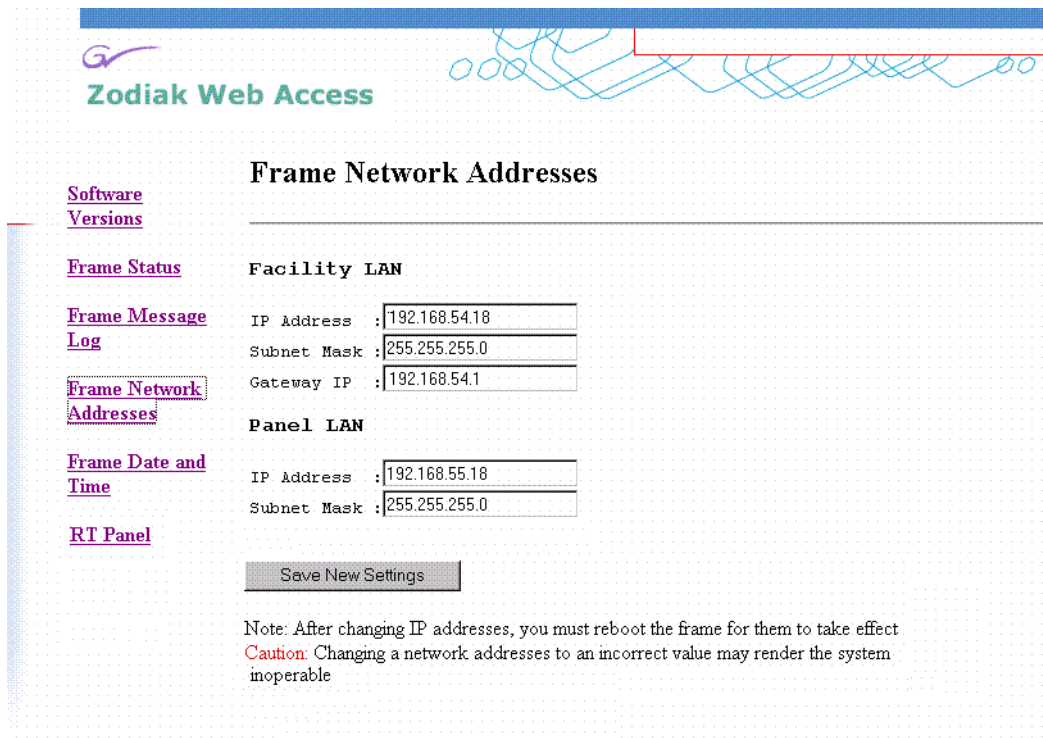 GV
Zodiak Web Access
Frame Network Addresses
Software
Versions
Frame Status
Frame Message
Log
Frame Network
Addresses
Frame Date and
Time
RT Panel
Facility LAN
IP Address : 192.168.54.18
Subnet Mask : 255.255.255.0
Gateway IP : 192.168.54.1
Panel LAN
IP Address : 192.168.55.18
Subnet Mask : 255.255.255.0
Save New Settings
Note: After changing IP addresses, you must reboot the frame for them to take effect
Caution: Changing a network addresses to an incorrect value may render the system
inoperable